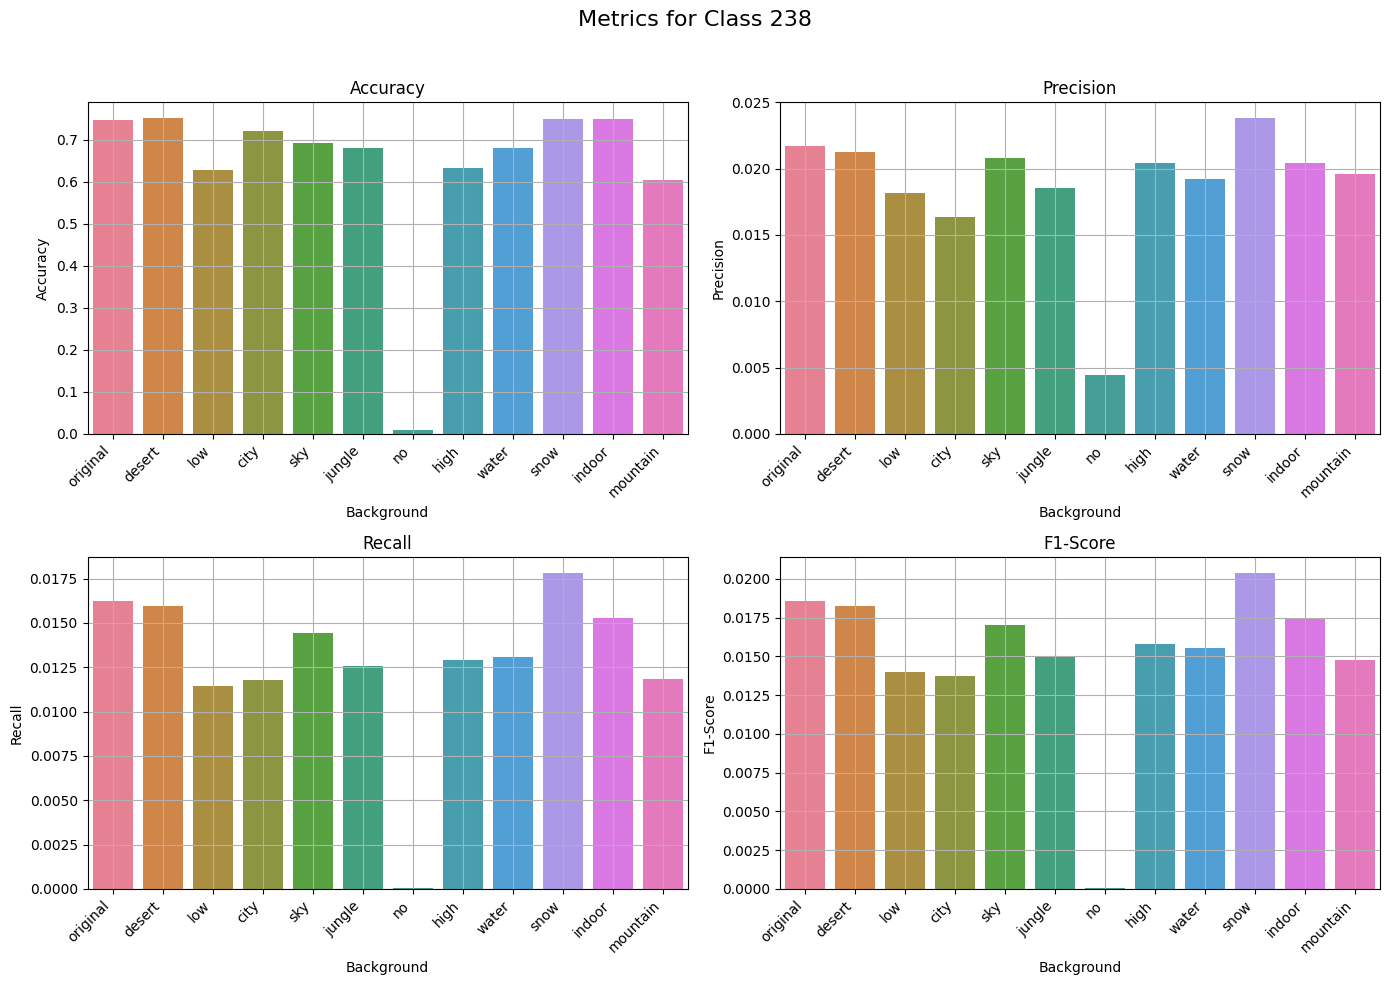 Metrics for Class 238
Accuracy
Accuracy
0.7
0.6
0.5
0.4
0.3
0.2
0.1
0.0
original desert low city sky jungle no high water snow indoor mountain
Background
Precision
Precision
0.025
0.020
0.015
0.010
0.005
0.000
original desert low city sky jungle no high water snow indoor mountain
Background
Recall
Recall
0.0175
0.0150
0.0125
0.0100
0.0075
0.0050
0.0025
0.0000
original desert low city sky jungle no high water snow indoor mountain
Background
F1-Score
F1-Score
0.0200
0.0175
0.0150
0.0125
0.0100
0.0075
0.0050
0.0025
0.0000
original desert low city sky jungle no high water snow indoor mountain
Background